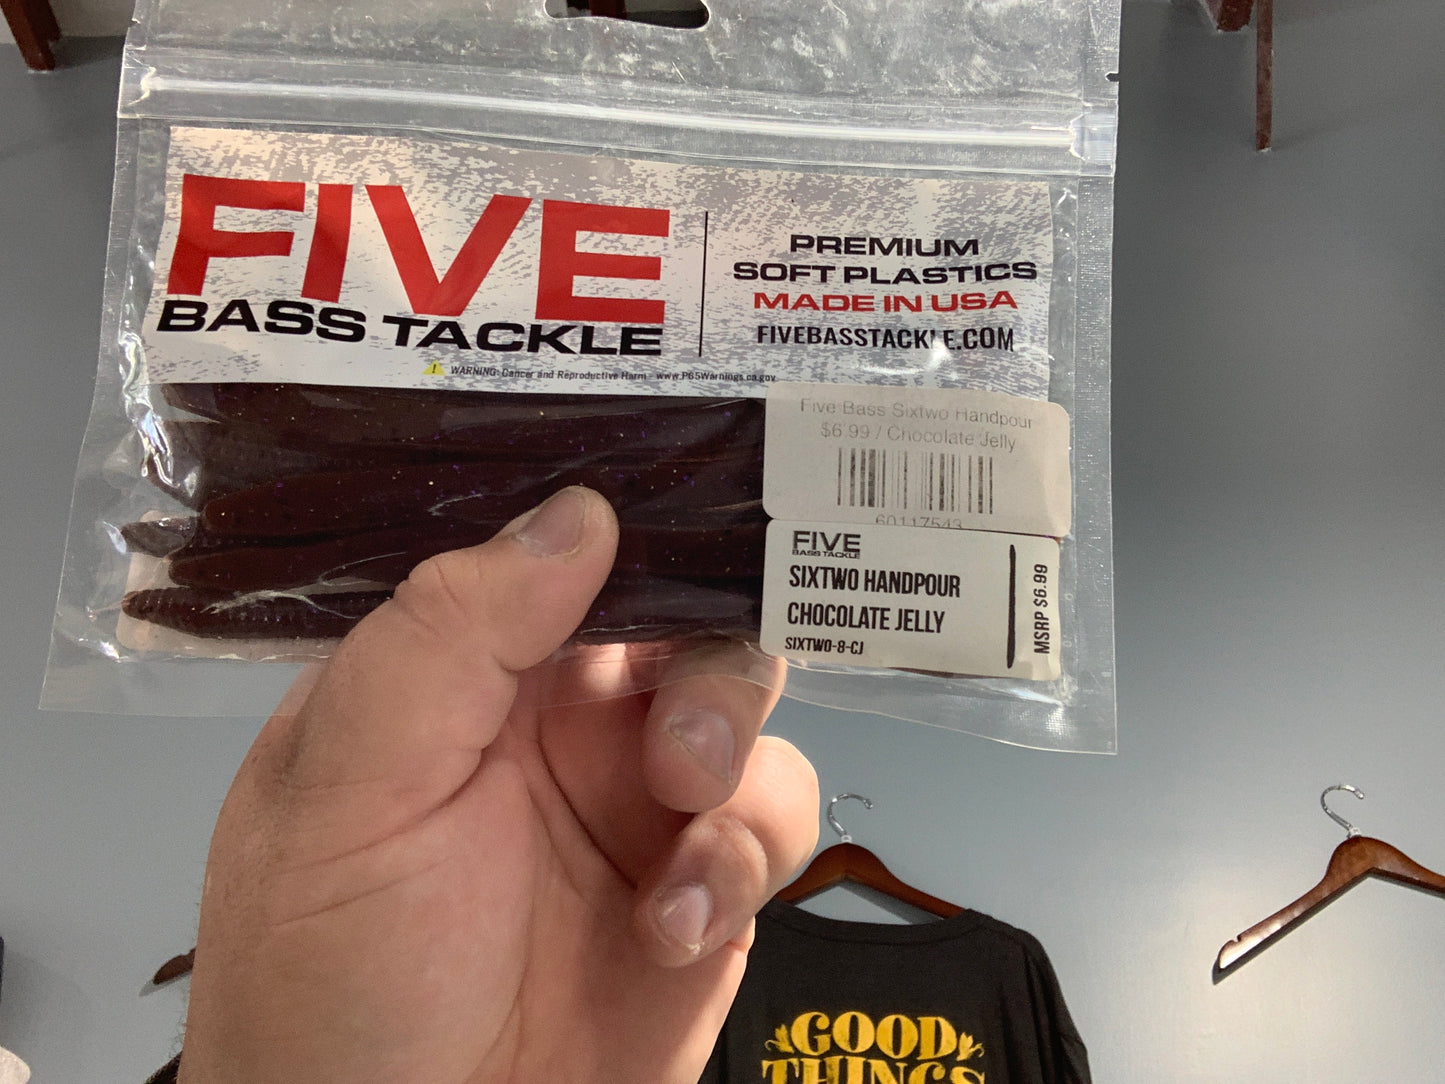 FIVE
BASS TACKLE
PREMIUM
SOFT PLASTICS
MADE IN USA
FIVEBASSTACKLE.COM
WARNING: Cancer and Reproductive Harm - www.P65Warnings.ca.gov
Five Bass Sixtwo Handpour
$6.99 / Chocolate Jelly
60117543
FIVE
BASS TACKLE
SIXTWO HANDPOUR
CHOCOLATE JELLY
SIXTWO-8-CJ
MSRP $6.99
GOOD
THINGS